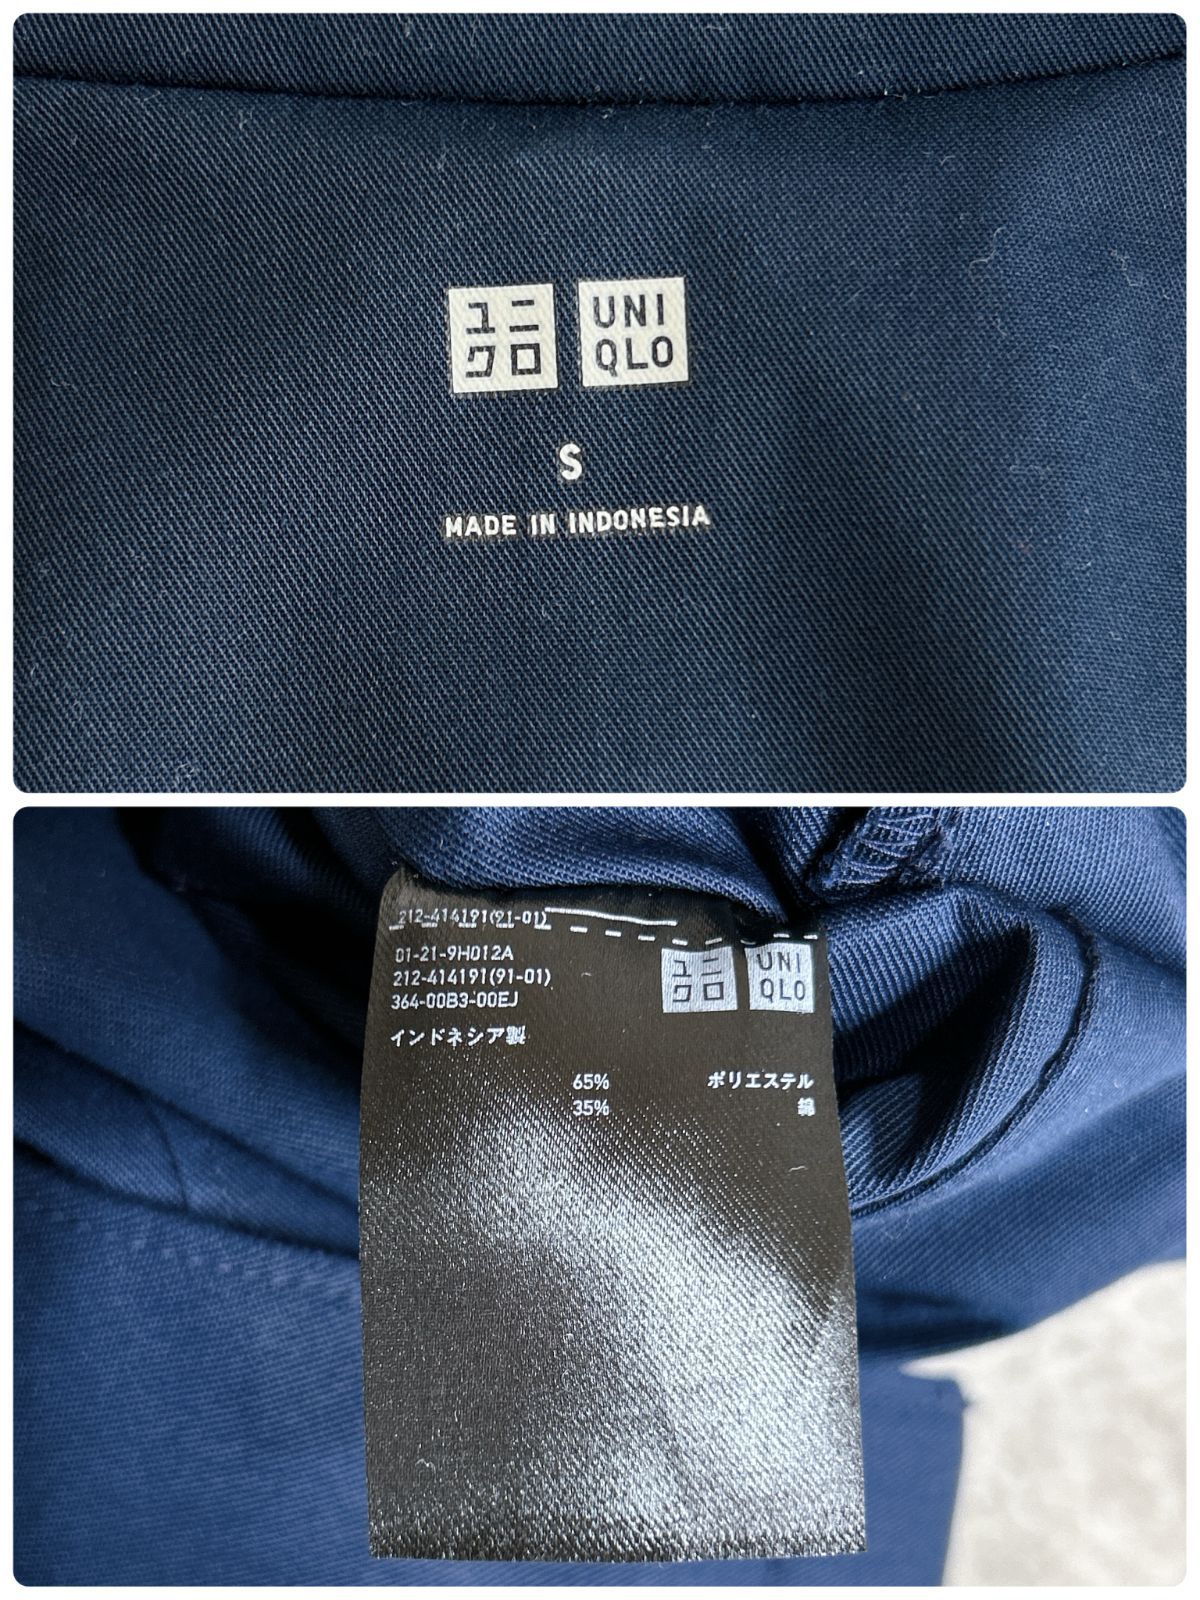 ユニ
クロ
UNI
QLO
S
MADE IN INDONESIA
212-414191(91-01)
01-21-9H012A
212-414191(91-01)
364-00B3-00EJ
ユニ
クロ
UNI
QLO
インドネシア製
65% ポリエステル
35% 綿